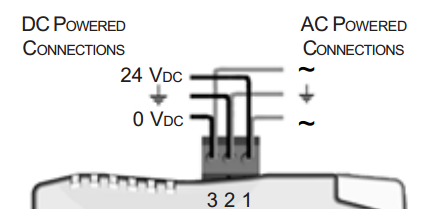 DC POWERED
CONNECTIONS
AC POWERED
CONNECTIONS
24 VDC
~
0 VDC
~
3 2 1